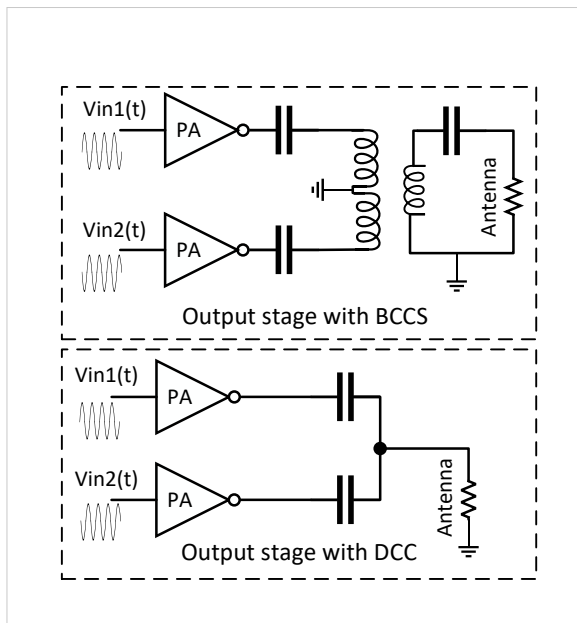 Vin1(t)
PA
Vin2(t)
PA
Antenna
Output stage with BCCS
Vin1(t)
PA
Vin2(t)
PA
Antenna
Output stage with DCC